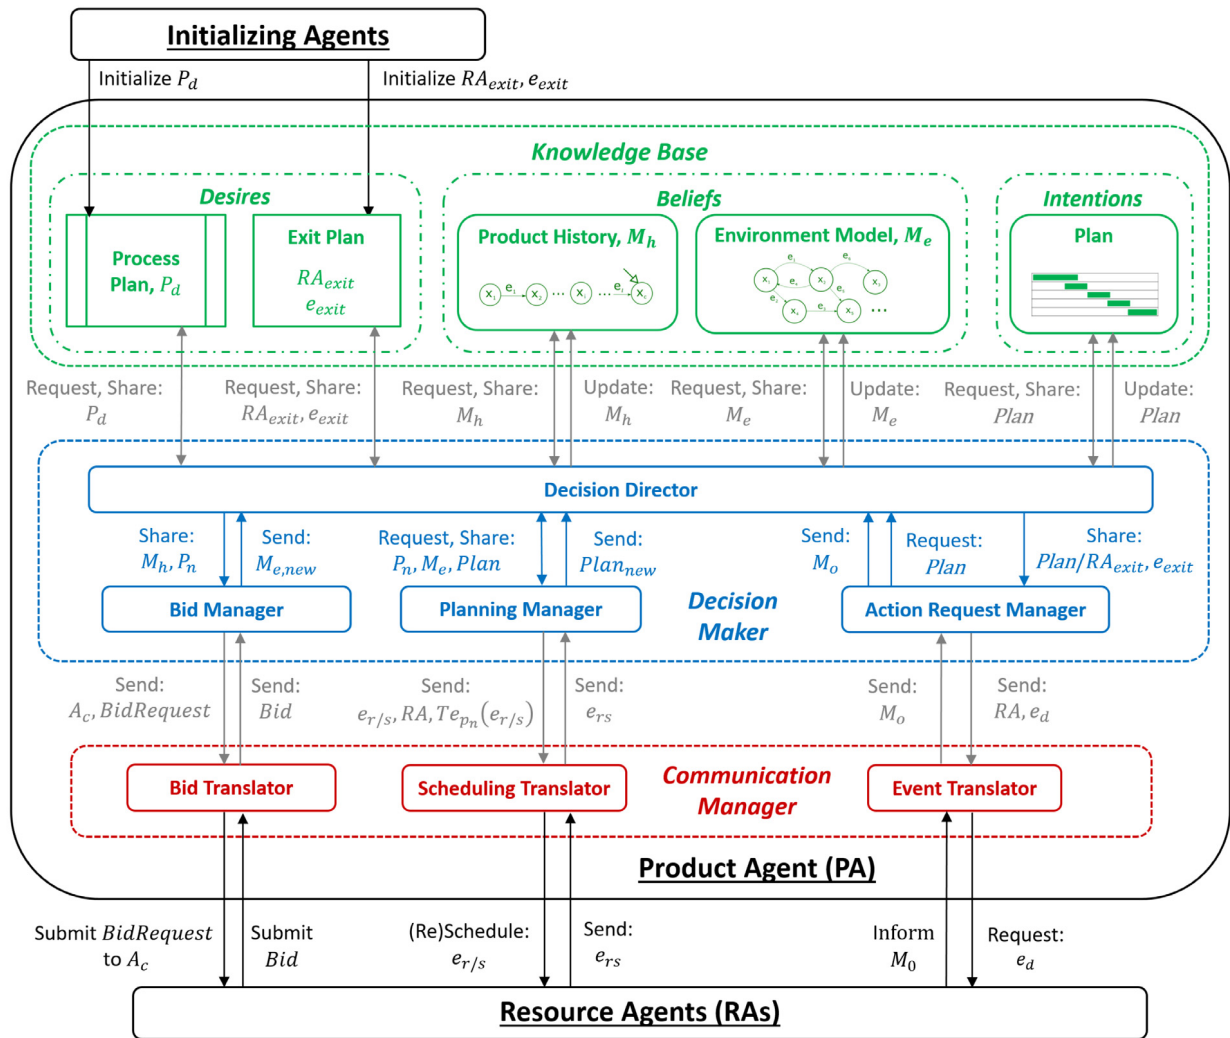 Initializing Agents
Initialize P_d
Initialize RA_exit, e_exit
Knowledge Base
Desires
Beliefs
Intentions
Process
Plan, P_d
Exit Plan
RA_exit
e_exit
Product History, M_h
x_1 e_1 x_2 ⋯ x_1 ⋯
Environment Model, M_e
⋯
Plan
Request, Share:
P_d
Request, Share:
RA_exit, e_exit
Request, Share:
M_h
Update:
M_h
Request, Share:
M_e
Update:
M_e
Request, Share:
Plan
Update:
Plan
Decision Director
Share:
M_h, P_n
Send:
M_e,new
Request, Share:
P_n, M_e, Plan
Send:
Plan_new
Send:
M_o
Request:
Plan
Share:
Plan/RA_exit, e_exit
Bid Manager
Planning Manager
Decision
Maker
Action Request Manager
Send:
A_c, BidRequest
Send:
Bid
Send:
e_r/s, RA, Te_p_n(e_r/s)
Send:
e_rs
Send:
M_o
Send:
RA, e_d
Bid Translator
Scheduling Translator
Communication
Manager
Event Translator
Product Agent (PA)
Submit BidRequest
to A_c
Submit
Bid
(Re)Schedule:
e_r/s
Send:
e_rs
Inform
M_0
Request:
e_d
Resource Agents (RAs)